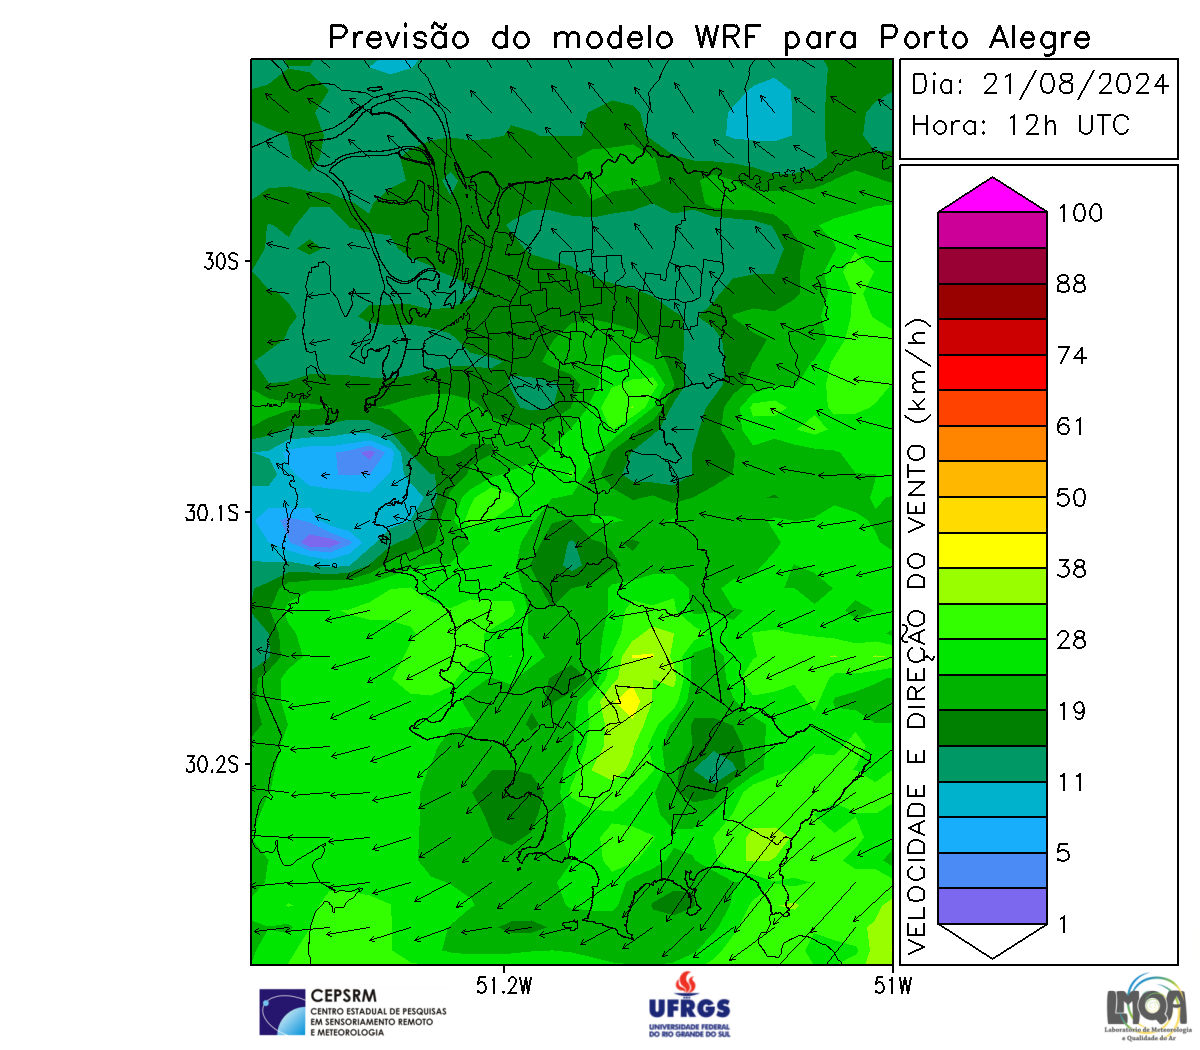 Previsão do modelo WRF para Porto Alegre
Dia: 21/08/2024
Hora: 12h UTC
VELOCIDADE E DIREÇÃO DO VENTO (km/h)
100
88
74
61
50
38
28
19
11
5
1
30S
30.1S
30.2S
51.2W
51W
CEPSRM
CENTRO ESTADUAL DE PESQUISAS
EM SENSORIAMENTO REMOTO
E METEOROLOGIA
UFRGS
UNIVERSIDADE FEDERAL
DO RIO GRANDE DO SUL
LMQA
Laboratório de Meteorologia
e Qualidade do Ar